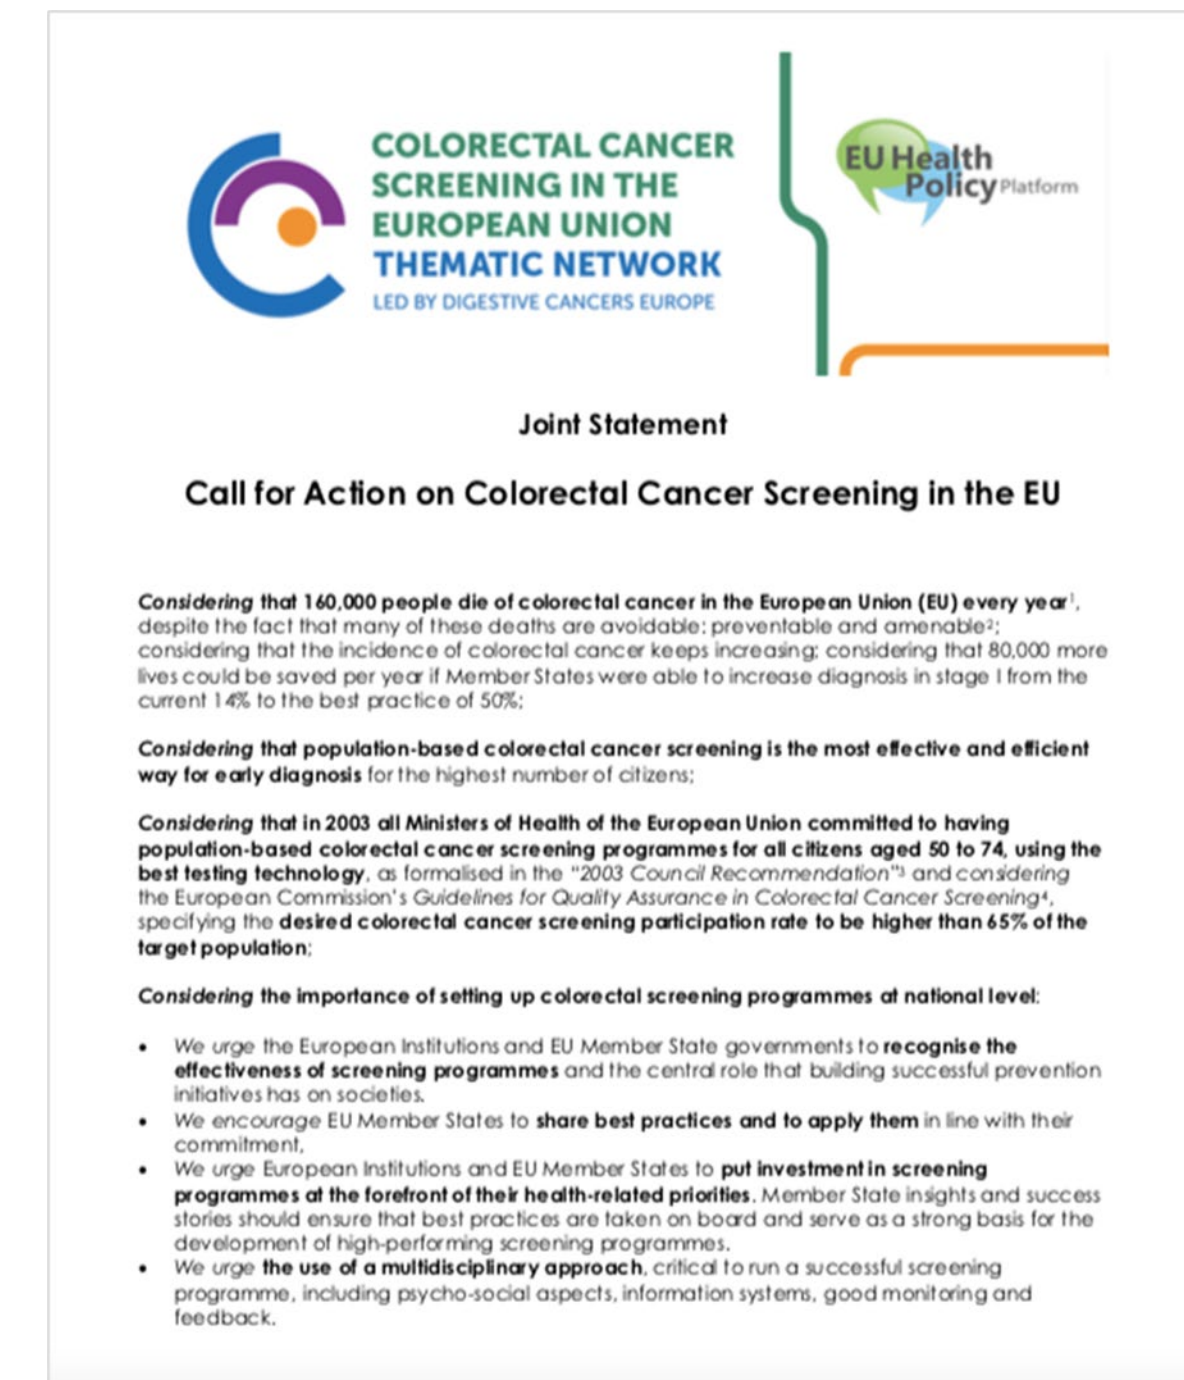 COLORECTAL CANCER
SCREENING IN THE
EUROPEAN UNION
THEMATIC NETWORK
LED BY DIGESTIVE CANCERS EUROPE
EU Health
Policy Platform
Joint Statement
Call for Action on Colorectal Cancer Screening in the EU
Considering that 160,000 people die of colorectal cancer in the European Union (EU) every year¹,
despite the fact that many of these deaths are avoidable: preventable and amenable²;
considering that the incidence of colorectal cancer keeps increasing; considering that 80,000 more
lives could be saved per year if Member States were able to increase diagnosis in stage I from the
current 14% to the best practice of 50%;
Considering that population-based colorectal cancer screening is the most effective and efficient
way for early diagnosis for the highest number of citizens;
Considering that in 2003 all Ministers of Health of the European Union committed to having
population-based colorectal cancer screening programmes for all citizens aged 50 to 74, using the
best testing technology, as formalised in the "2003 Council Recommendation"³ and considering
the European Commission's Guidelines for Quality Assurance in Colorectal Cancer Screening⁴,
specifying the desired colorectal cancer screening participation rate to be higher than 65% of the
target population;
Considering the importance of setting up colorectal screening programmes at national level:
• We urge the European Institutions and EU Member State governments to recognise the
effectiveness of screening programmes and the central role that building successful prevention
initiatives has on societies.
• We encourage EU Member States to share best practices and to apply them in line with their
commitment.
• We urge European Institutions and EU Member States to put investment in screening
programmes at the forefront of their health-related priorities. Member State insights and success
stories should ensure that best practices are taken on board and serve as a strong basis for the
development of high-performing screening programmes.
• We urge the use of a multidisciplinary approach, critical to run a successful screening
programme, including psycho-social aspects, information systems, good monitoring and
feedback.